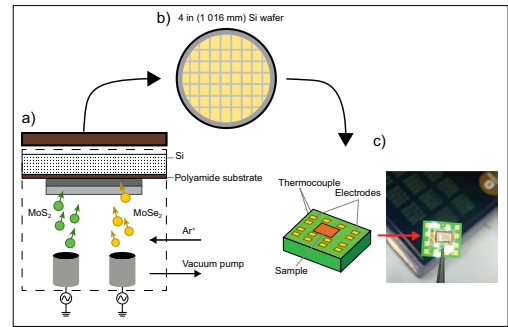 b) 4 in (1 016 mm) Si wafer
a)
c)
Si
Polyamide substrate
MoS₂
MoSe₂
Ar⁺
Vacuum pump
Thermocouple
Electrodes
Sample